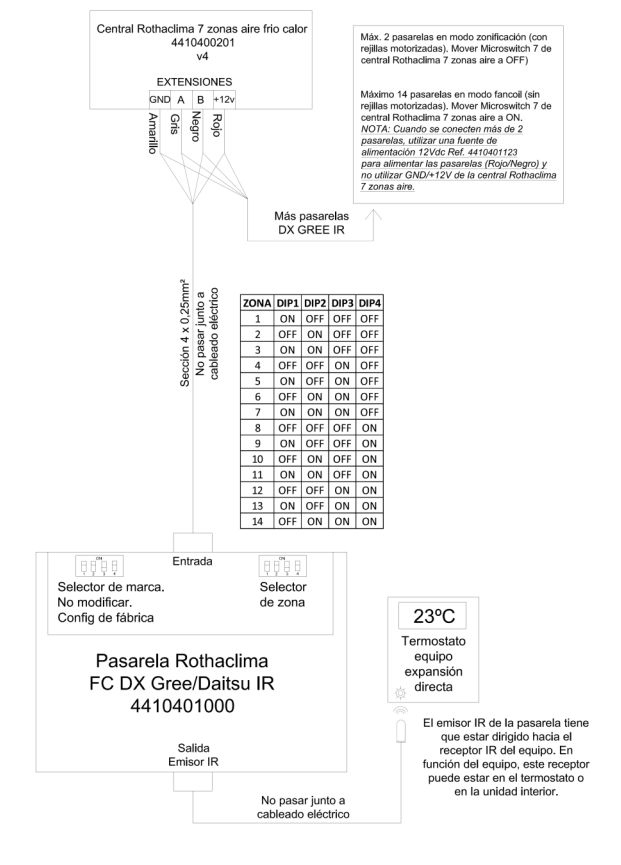 Central Rothaclima 7 zonas aire frio calor
4410400201
v4
EXTENSIONES
GND A B +12v
Amarillo
Gris
Negro
Rojo
Máx. 2 pasarelas en modo zonificación (con
rejillas motorizadas). Mover Microswitch 7 de
central Rothaclima 7 zonas aire a OFF)
Máximo 14 pasarelas en modo fancoil (sin
rejillas motorizadas). Mover Microswitch 7 de
central Rothaclima 7 zonas aire a ON.
NOTA: Cuando se conecten más de 2
pasarelas, utilizar una fuente de
alimentación 12Vdc Ref. 4410401123
para alimentar las pasarelas (Rojo/Negro) y
no utilizar GND/+12V de la central Rothaclima
7 zonas aire.
Más pasarelas
DX GREE IR
Sección 4 x 0,25mm²
No pasar junto a
cableado eléctrico
ZONA DIP1 DIP2 DIP3 DIP4
1 ON OFF OFF OFF
2 OFF ON OFF OFF
3 ON ON OFF OFF
4 OFF OFF ON OFF
5 ON OFF ON OFF
6 OFF ON ON OFF
7 ON ON ON OFF
8 OFF OFF OFF ON
9 ON OFF OFF ON
10 OFF ON OFF ON
11 ON ON OFF ON
12 OFF OFF ON ON
13 ON OFF ON ON
14 OFF ON ON ON
Entrada
ON
1 2 3 4
Selector de marca.
No modificar.
Config de fábrica
ON
1 2 3 4
Selector
de zona
Pasarela Rothaclima
FC DX Gree/Daitsu IR
4410401000
Salida
Emisor IR
23ºC
Termostato
equipo
expansión
directa
El emisor IR de la pasarela tiene
que estar dirigido hacia el
receptor IR del equipo. En
función del equipo, este receptor
puede estar en el termostato o
en la unidad interior.
No pasar junto a
cableado eléctrico